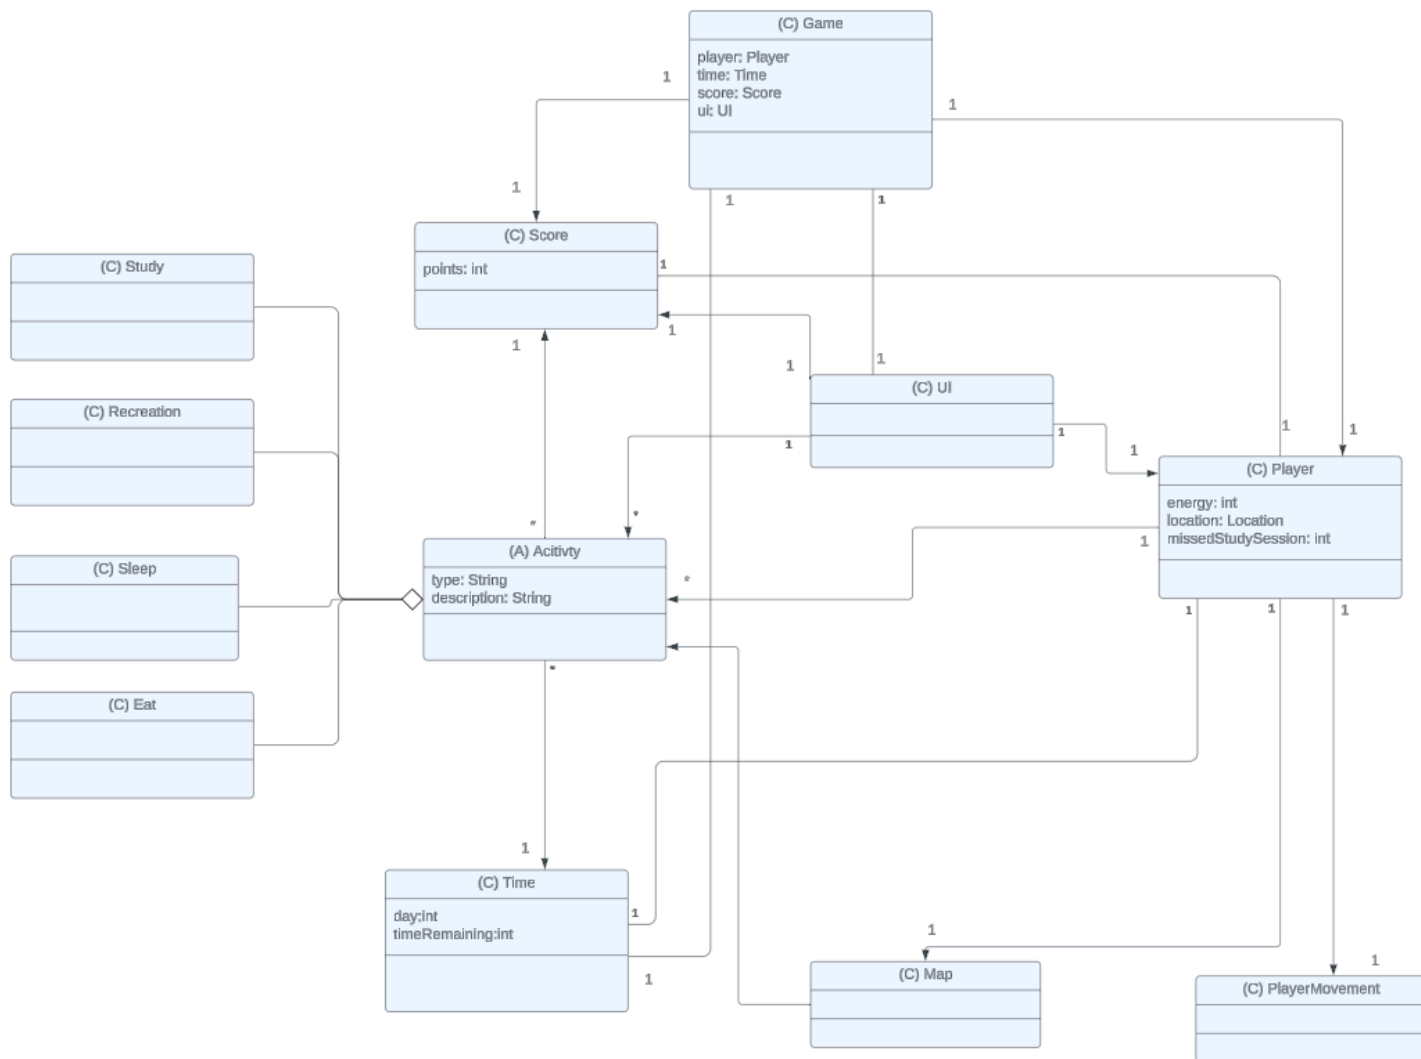 (C) Game
player: Player
time: Time
score: Score
ui: UI
1
1
1
1
1
(C) Score
points: int
1
1
1
(C) Study
1
1
(C) UI
1
1
1
1
1
(C) Recreation
(C) Player
energy: int
location: Location
missedStudySession: int
1
*
*
*
(A) Acitivty
type: String
description: String
(C) Sleep
1
1
1
*
(C) Eat
1
(C) Time
day;int
timeRemaining:int
1
1
1
(C) Map
1
(C) PlayerMovement